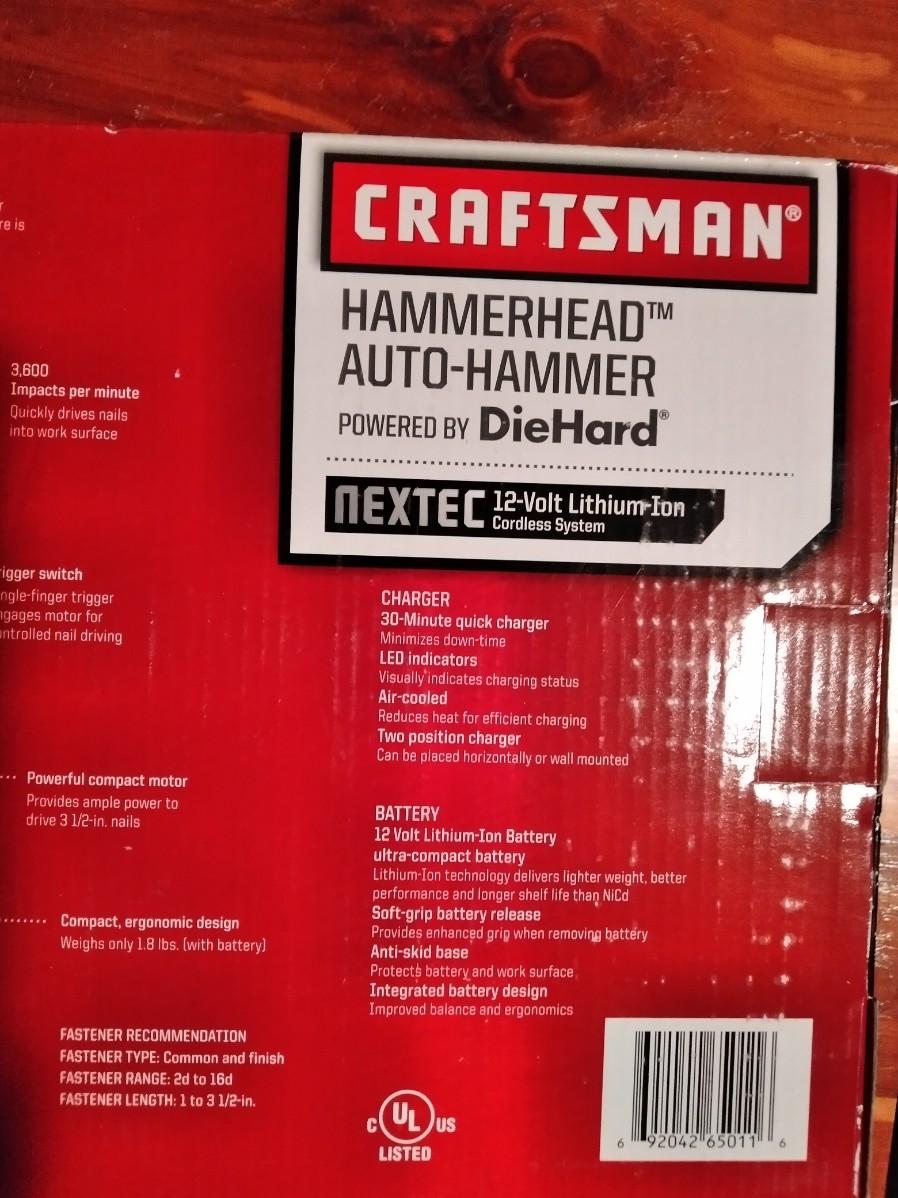 re is
CRAFTSMAN®
HAMMERHEAD™
AUTO-HAMMER
POWERED BY DieHard®
NEXTEC 12-Volt Lithium-Ion
Cordless System
3,600
Impacts per minute
Quickly drives nails
into work surface
igger switch
ngle-finger trigger
ngages motor for
ntrolled nail driving
Powerful compact motor
Provides ample power to
drive 3 1/2-in. nails
Compact, ergonomic design
Weighs only 1.8 lbs. (with battery)
FASTENER RECOMMENDATION
FASTENER TYPE: Common and finish
FASTENER RANGE: 2d to 16d
FASTENER LENGTH: 1 to 3 1/2-in.
CHARGER
30-Minute quick charger
Minimizes down-time
LED indicators
Visually indicates charging status
Air-cooled
Reduces heat for efficient charging
Two position charger
Can be placed horizontally or wall mounted
BATTERY
12 Volt Lithium-Ion Battery
ultra-compact battery
Lithium-Ion technology delivers lighter weight, better
performance and longer shelf life than NiCd
Soft-grip battery release
Provides enhanced grip when removing battery
Anti-skid base
Protects battery and work surface
Integrated battery design
Improved balance and ergonomics
C UL US
LISTED
6 92042 65011 6